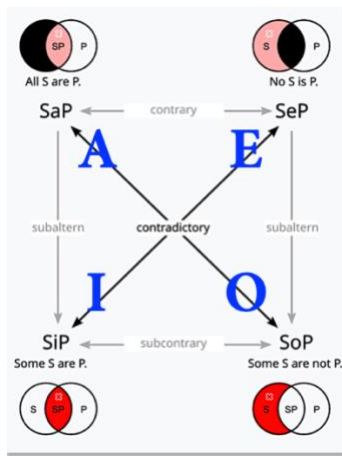 SP P
S P
All S are P.
No S is P.
SaP contrary SeP
A E
subaltern contradictory subaltern
I O
SiP subcontrary SoP
Some S are P.
Some S are not P.
S SP P
S SP P